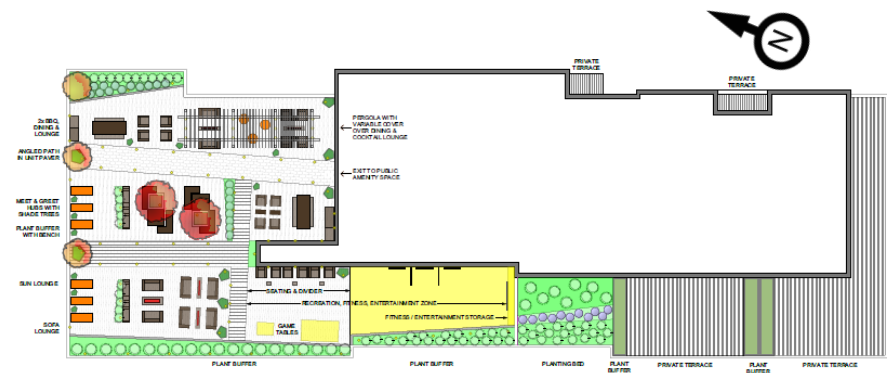 N
PRIVATE
TERRACE
PRIVATE
TERRACE
2x BBQ,
DINING &
LOUNGE
ANGLED PATH
IN UNIT PAVER
MEET & GREET
HUBS WITH
SHADE TREES
PLANT BUFFER
WITH BENCH
SUN LOUNGE
SOFA
LOUNGE
PERGOLA WITH
VARIABLE COVER
OVER DINING &
COCKTAIL LOUNGE
EXIT TO PUBLIC
AMENITY SPACE
SEATING & DIVIDER
RECREATION, FITNESS, ENTERTAINMENT ZONE
FITNESS / ENTERTAINMENT STORAGE
GAME
TABLES
PLANT BUFFER
PLANT BUFFER
PLANTING BED
PLANT
BUFFER
PRIVATE TERRACE
PLANT
BUFFER
PRIVATE TERRACE